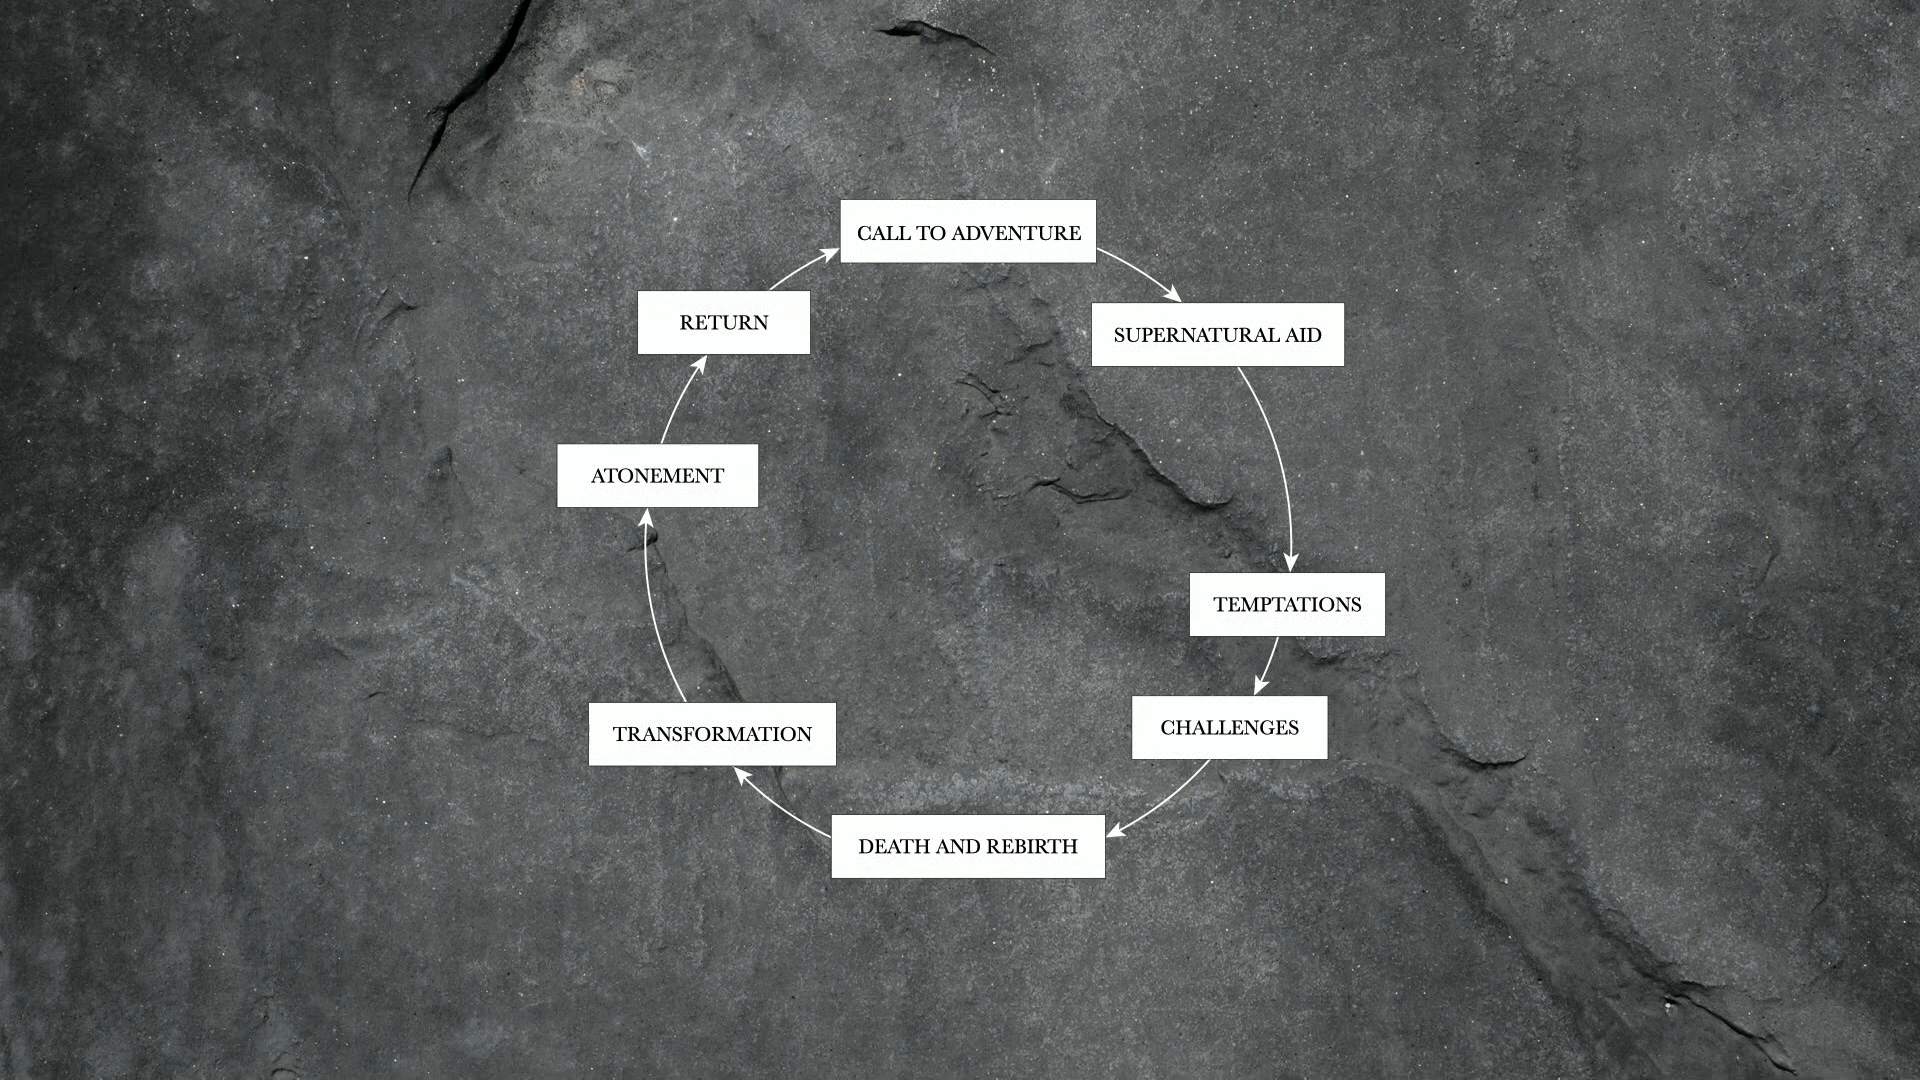 CALL TO ADVENTURE
SUPERNATURAL AID
TEMPTATIONS
CHALLENGES
DEATH AND REBIRTH
TRANSFORMATION
ATONEMENT
RETURN